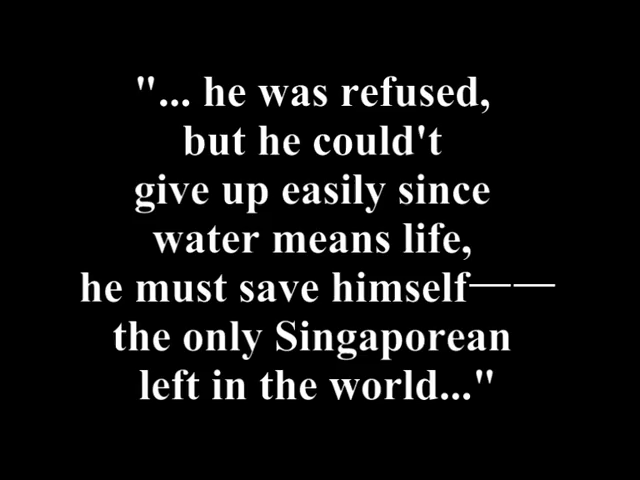 "... he was refused,
but he could't
give up easily since
water means life,
he must save himself——
the only Singaporean
left in the world..."